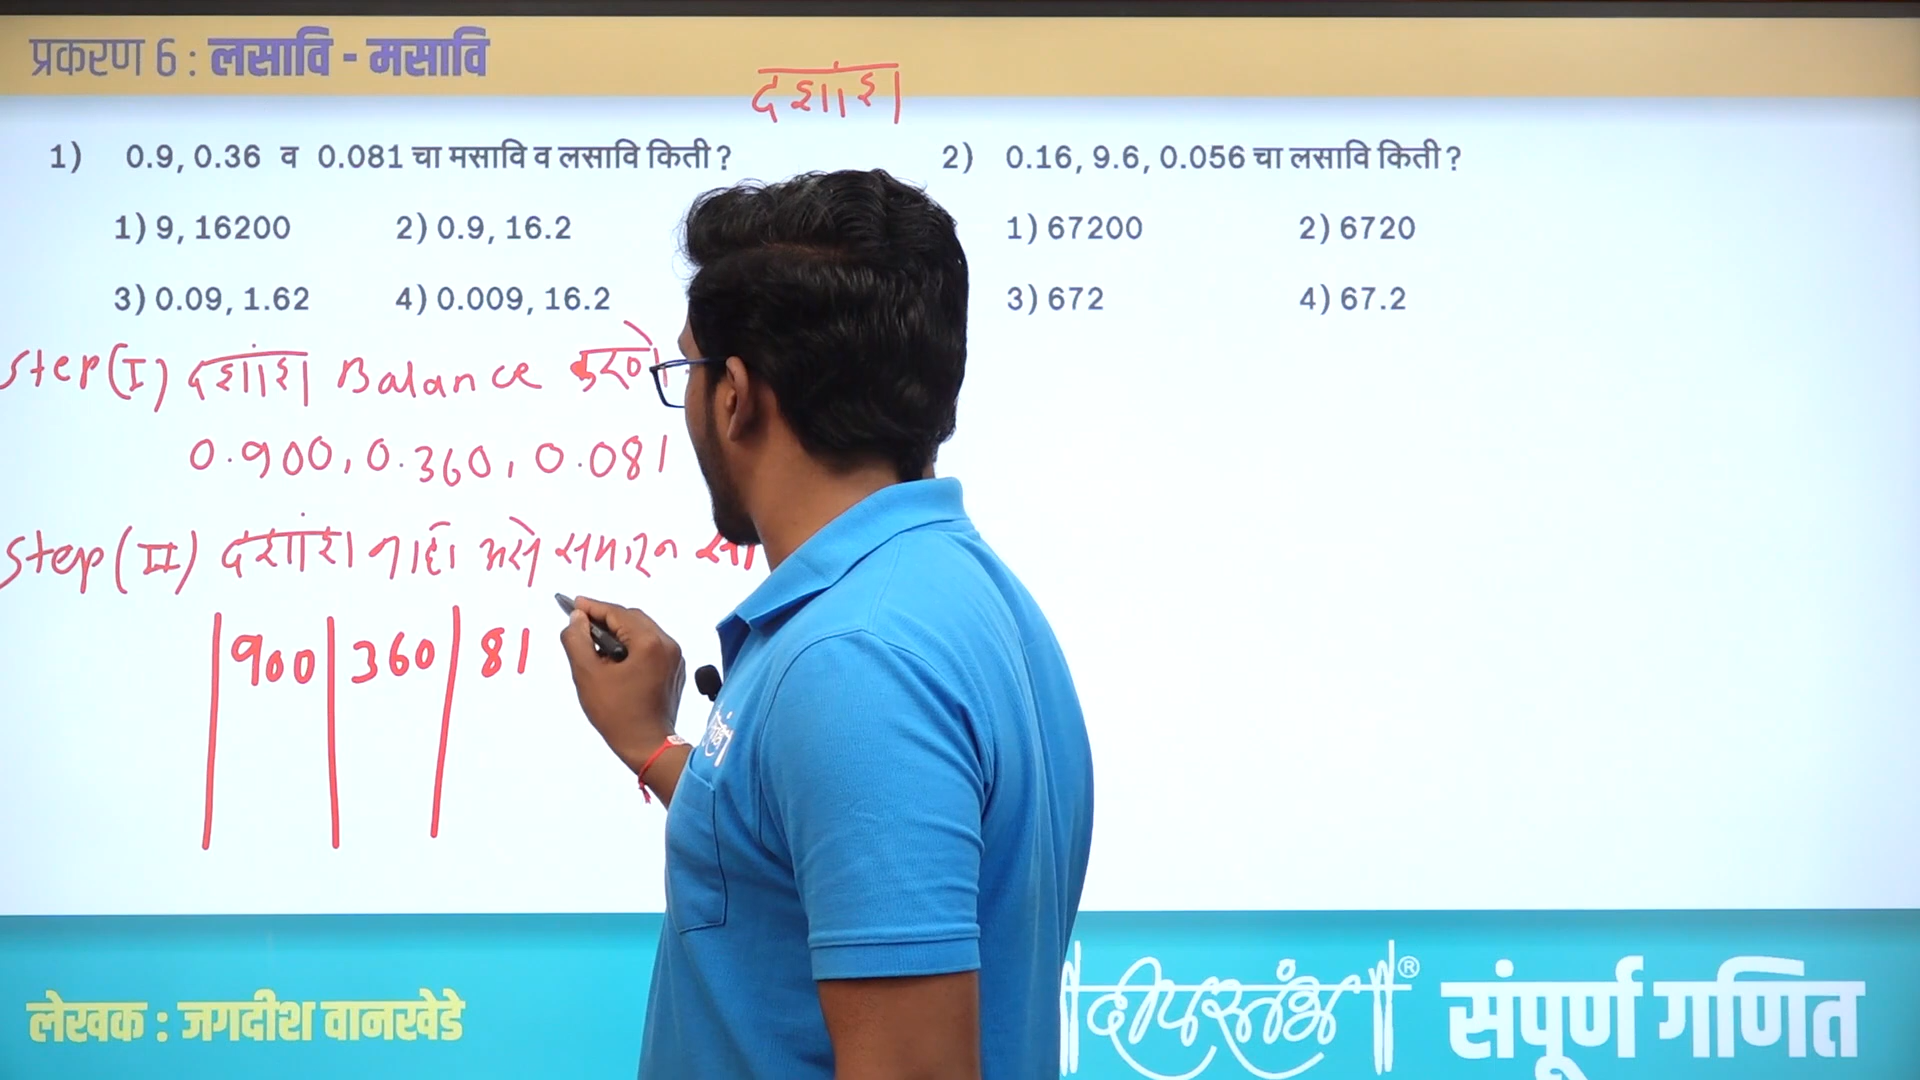 प्रकरण 6 : लसावि - मसावि
दशांश
1) 0.9, 0.36 व 0.081 चा मसावि व लसावि किती ?
1) 9, 16200 2) 0.9, 16.2
3) 0.09, 1.62 4) 0.009, 16.2
Step (I) दशांश Balance करणे
0.900, 0.360, 0.081
Step (II) दशांश नाही असे समजून
900 360 81
2) 0.16, 9.6, 0.056 चा लसावि किती ?
1) 67200 2) 6720
3) 672 4) 67.2
लेखक : जगदीश वानखेडे
दीपस्तंभ ®
संपूर्ण गणित